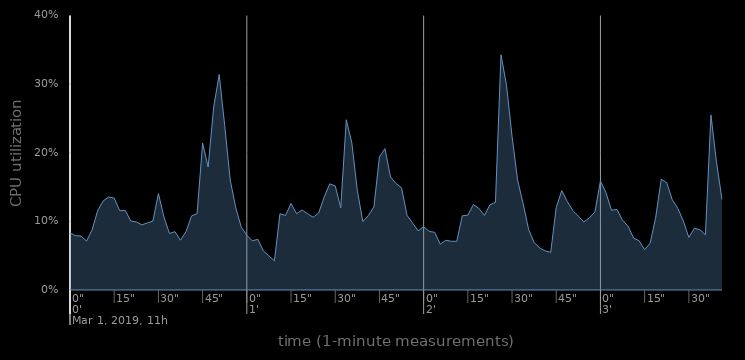 40%
30%
20%
10%
0%
CPU utilization
0" 15" 30" 45" 0" 15" 30" 45" 0" 15" 30" 45" 0" 15" 30"
0' 1' 2' 3'
Mar 1, 2019, 11h
time (1-minute measurements)